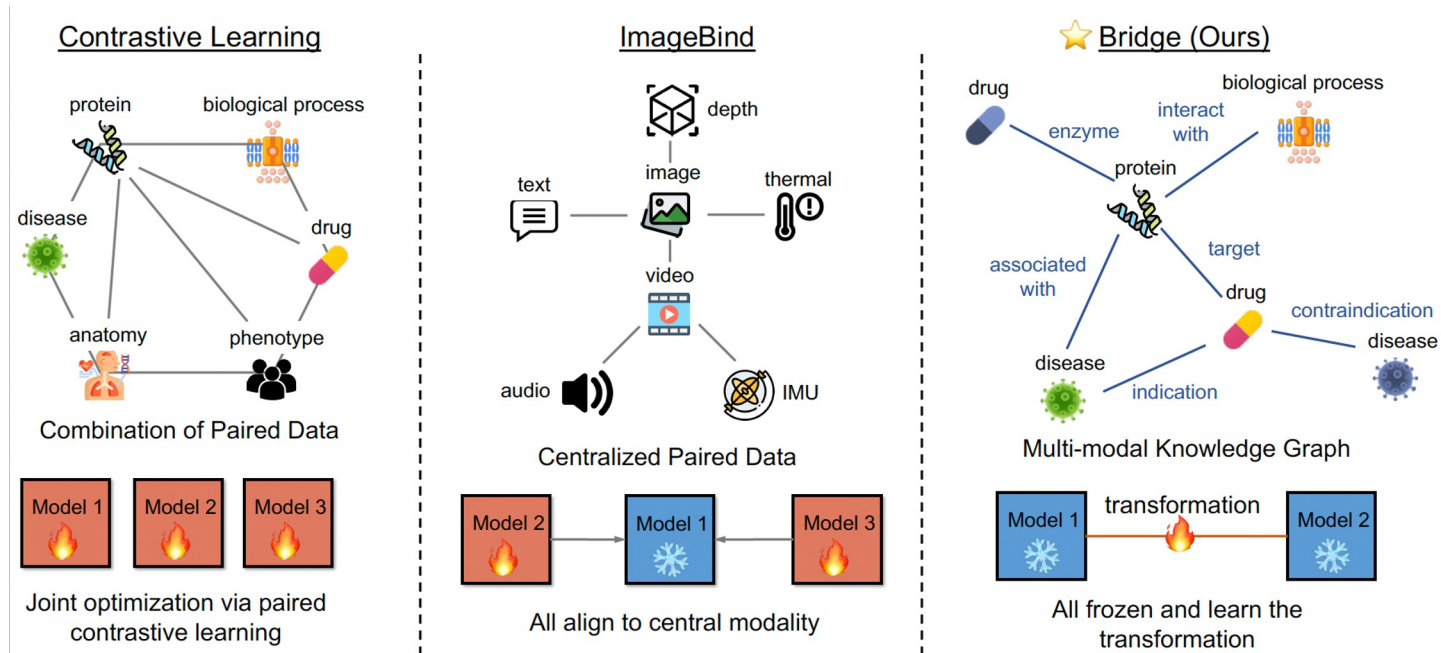 Contrastive Learning
protein
biological process
disease
drug
anatomy
phenotype
Combination of Paired Data
Model 1
Model 2
Model 3
Joint optimization via paired
contrastive learning
ImageBind
depth
image
text
thermal
video
audio
IMU
Centralized Paired Data
Model 2
Model 1
Model 3
All align to central modality
Bridge (Ours)
drug
biological process
enzyme
interact
with
protein
associated
with
target
drug
contraindication
disease
disease
indication
Multi-modal Knowledge Graph
Model 1
transformation
Model 2
All frozen and learn the
transformation